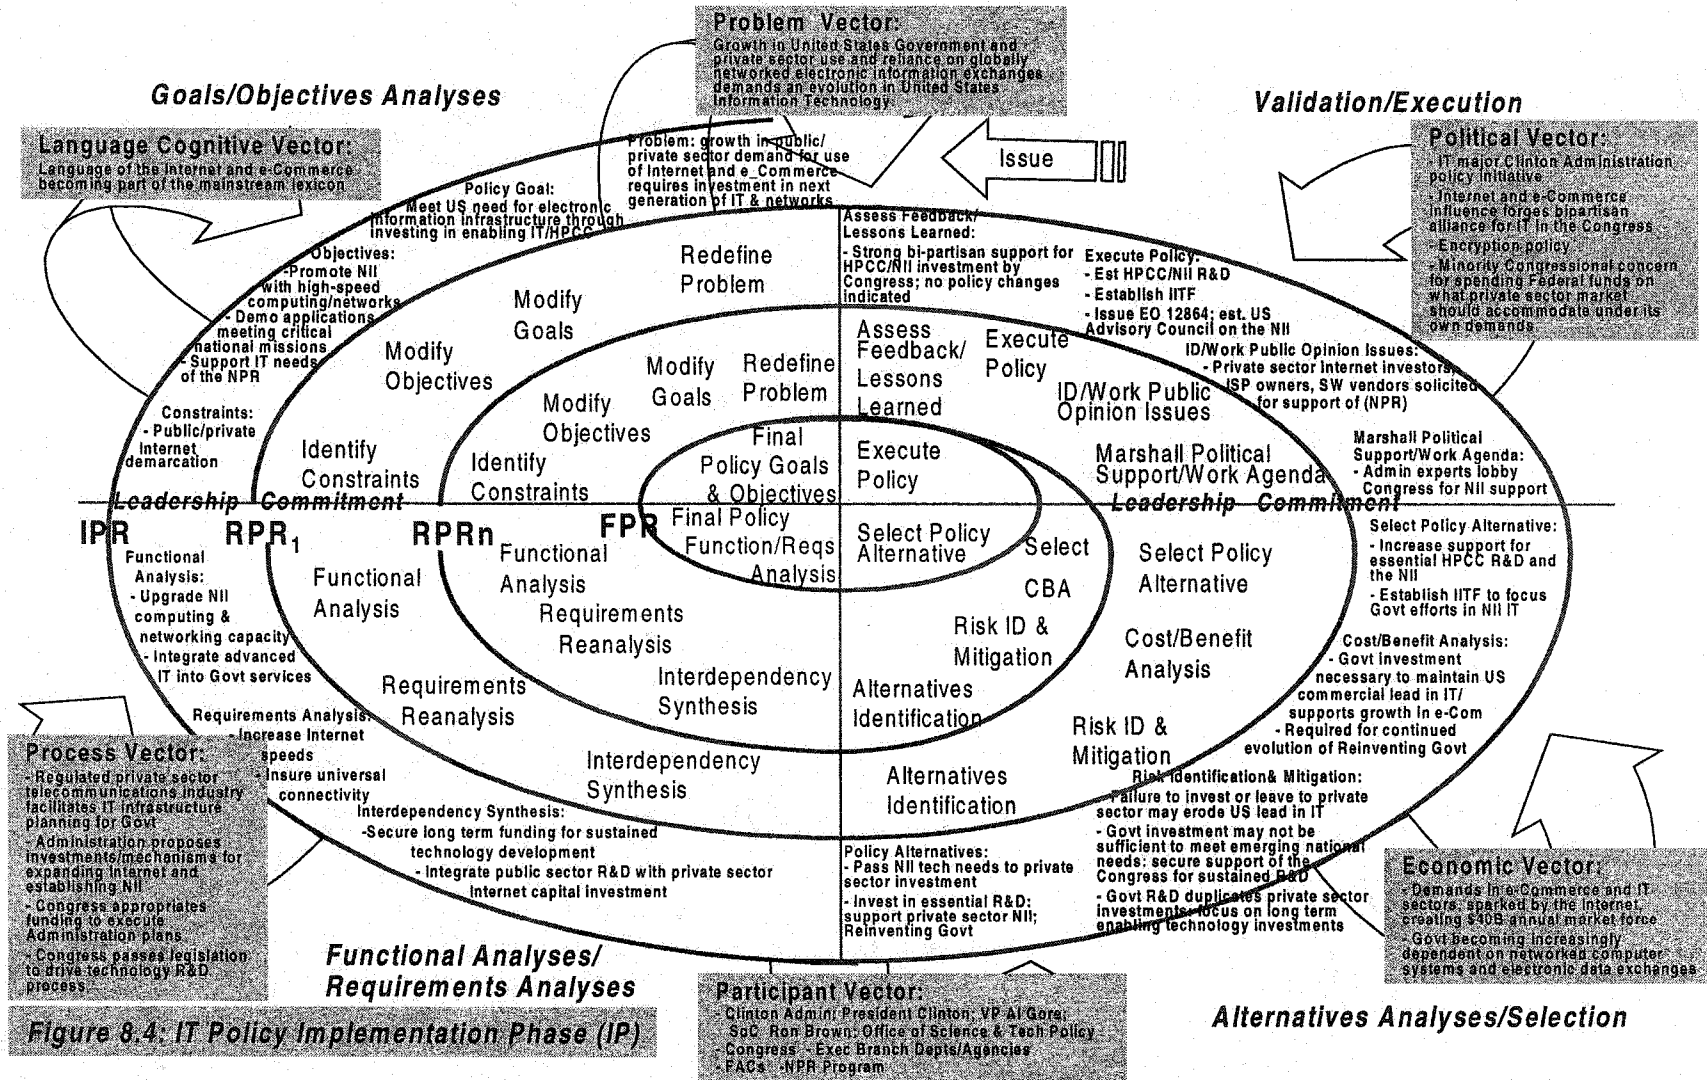 Problem Vector:
Growth in United States Government and
private sector use and reliance on globally
networked electronic information exchanges
demands an evolution in United States
Information Technology
Goals/Objectives Analyses
Validation/Execution
Language Cognitive Vector:
Language of the Internet and e-Commerce
becoming part of the mainstream lexicon
Political Vector:
- IT major Clinton Administration
policy initiative
- Internet and e-Commerce
influence forges bipartisan
alliance for IT in the Congress
- Encryption policy
- Minority Congressional concern
for spending Federal funds on
what private sector market
should accommodate under its
own demands
Issue
Problem: growth in public/
private sector demand for use
of Internet and e_Commerce
requires investment in next
generation of IT & networks
Policy Goal:
Meet US need for electronic
information infrastructure through
investing in enabling IT/HPCC
Objectives:
-Promote NII
with high-speed
computing/networks
- Demo applications
meeting critical
national missions
- Support IT needs
of the NPR
Constraints:
- Public/private
Internet
demarcation
Assess Feedback/
Lessons Learned:
- Strong bi-partisan support for
HPCC/NII investment by
Congress; no policy changes
indicated
Execute Policy:
- Est HPCC/NII R&D
- Establish IITF
- Issue EO 12864; est. US
Advisory Council on the NII
ID/Work Public Opinion Issues:
- Private sector Internet investors,
ISP owners, SW vendors solicited
for support of (NPR)
Marshall Political
Support/Work Agenda:
- Admin experts lobby
Congress for NII support
Redefine
Problem
Modify
Goals
Modify
Objectives
Identify
Constraints
Redefine
Problem
Modify
Goals
Modify
Objectives
Identify
Constraints
Final
Policy Goals
& Objectives
Assess
Feedback/
Lessons
Learned
Execute
Policy
ID/Work Public
Opinion Issues
Marshall Political
Support/Work Agenda
Execute
Policy
Leadership Commitment
Leadership Commitment
IPR
RPR1
RPRn
FPR
Final Policy
Function/Reqs
Analysis
Select Policy
Alternative
Select
CBA
Risk ID &
Mitigation
Alternatives
Identification
Select Policy
Alternative
Cost/Benefit
Analysis
Risk ID &
Mitigation
Alternatives
Identification
Functional
Analysis
Requirements
Reanalysis
Interdependency
Synthesis
Functional
Analysis
Requirements
Reanalysis
Interdependency
Synthesis
Functional
Analysis:
- Upgrade NII
computing &
networking capacity
- Integrate advanced
IT into Govt services
Requirements Analysis:
- Increase Internet
speeds
- Insure universal
connectivity
Interdependency Synthesis:
-Secure long term funding for sustained
technology development
- Integrate public sector R&D with private sector
Internet capital investment
Select Policy Alternative:
- Increase support for
essential HPCC R&D and
the NII
- Establish IITF to focus
Govt efforts in NII IT
Cost/Benefit Analysis:
- Govt investment
necessary to maintain US
commercial lead in IT/
supports growth in e-Com
- Required for continued
evolution of Reinventing Govt
Risk Identification& Mitigation:
- Failure to invest or leave to private
sector may erode US lead in IT
- Govt investment may not be
sufficient to meet emerging national
needs: secure support of the
Congress for sustained R&D
- Govt R&D duplicates private sector
investments: focus on long term
enabling technology investments
Policy Alternatives:
- Pass NII tech needs to private
sector investment
- Invest in essential R&D;
support private sector NII;
Reinventing Govt
Process Vector:
- Regulated private sector
telecommunications industry
facilitates IT infrastructure
planning for Govt
- Administration proposes
investments/mechanisms for
expanding Internet and
establishing NII
- Congress appropriates
funding to execute
Administration plans
- Congress passes legislation
to drive technology R&D
process
Economic Vector:
- Demands in e-Commerce and IT
sectors, sparked by the Internet,
creating $40B annual market force
- Govt becoming increasingly
dependent on networked computer
systems and electronic data exchanges
Functional Analyses/
Requirements Analyses
Participant Vector:
- Clinton Admin: President Clinton; VP Al Gore;
SoC Ron Brown; Office of Science & Tech Policy
- Congress - Exec Branch Depts/Agencies
- FACs -NPR Program
Alternatives Analyses/Selection
Figure 8.4: IT Policy Implementation Phase (IP)